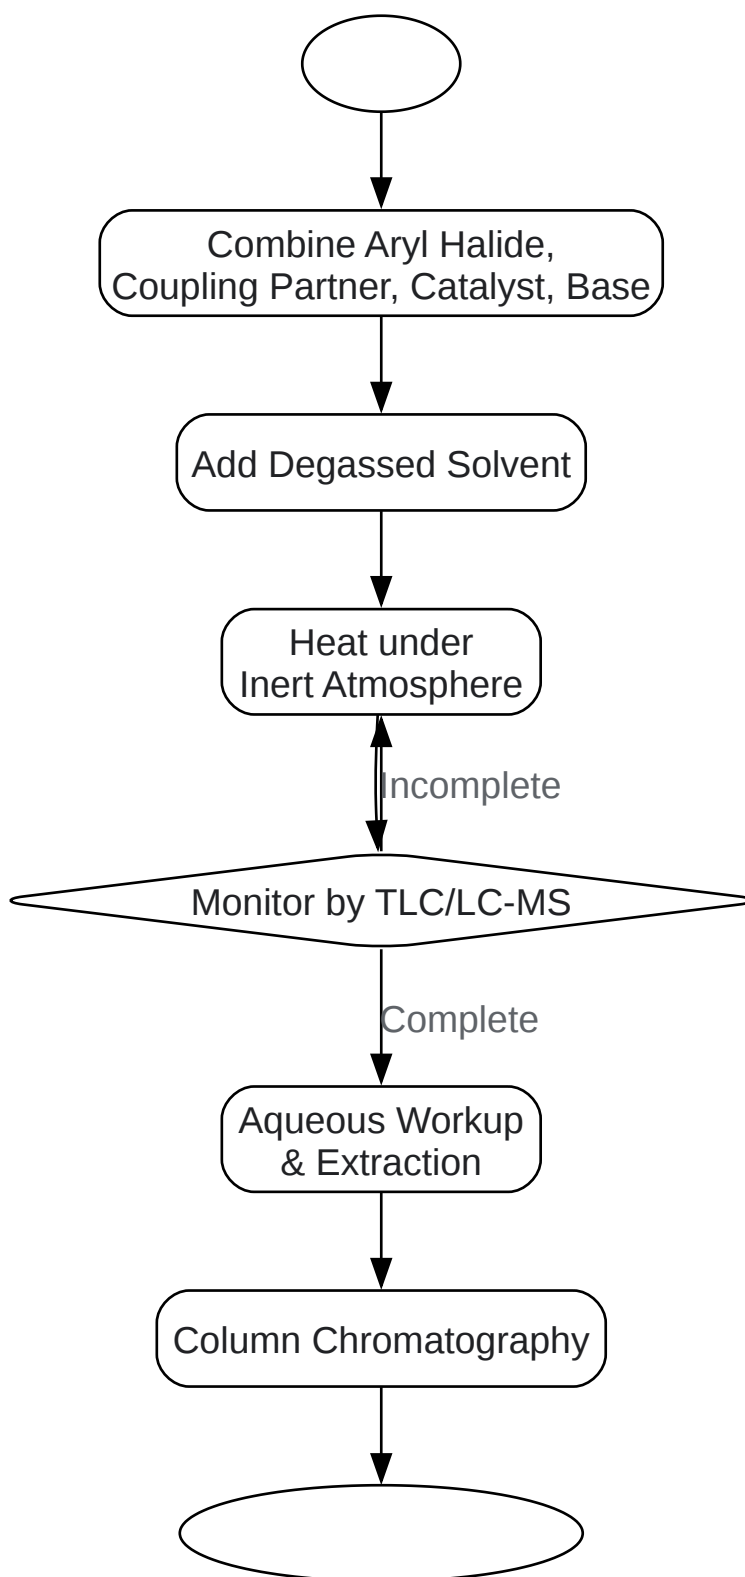 Combine Aryl Halide,
Coupling Partner, Catalyst, Base
Add Degassed Solvent
Heat under
Inert Atmosphere
Incomplete
Monitor by TLC/LC-MS
Complete
Aqueous Workup
& Extraction
Column Chromatography